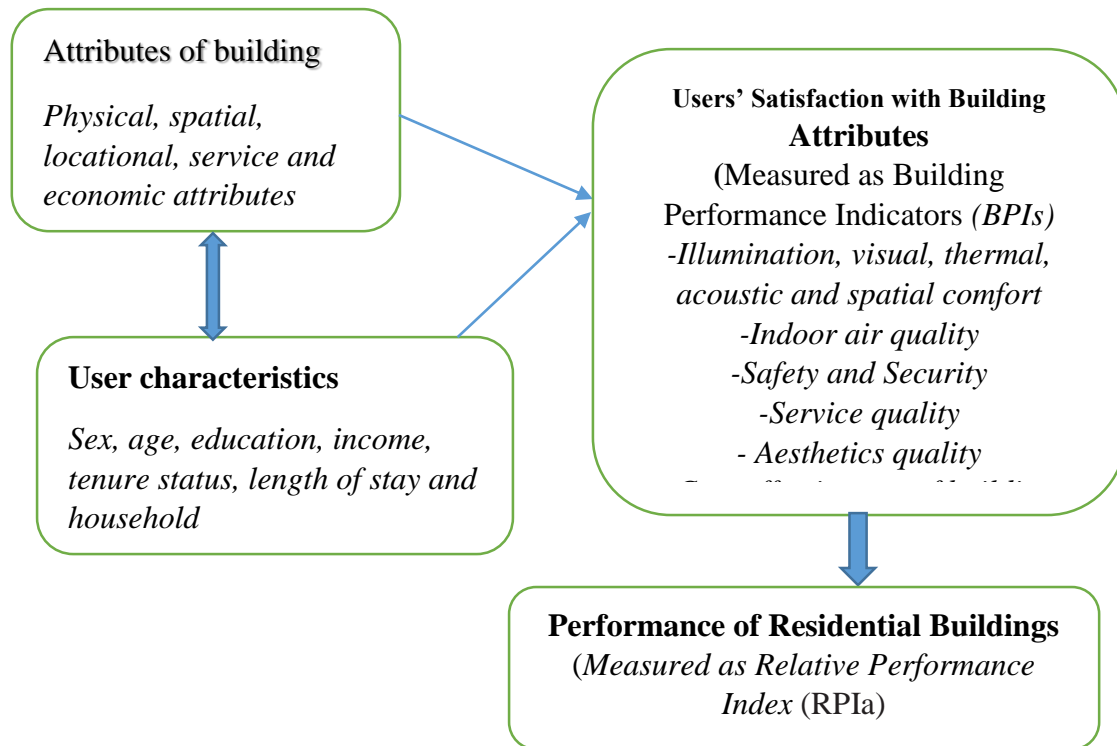 Attributes of building
Physical, spatial,
locational, service and
economic attributes
User characteristics
Sex, age, education, income,
tenure status, length of stay and
household
Users’ Satisfaction with Building
Attributes
(Measured as Building
Performance Indicators (BPIs)
-Illumination, visual, thermal,
acoustic and spatial comfort
-Indoor air quality
-Safety and Security
-Service quality
- Aesthetics quality
Performance of Residential Buildings
(Measured as Relative Performance
Index (RPIa)